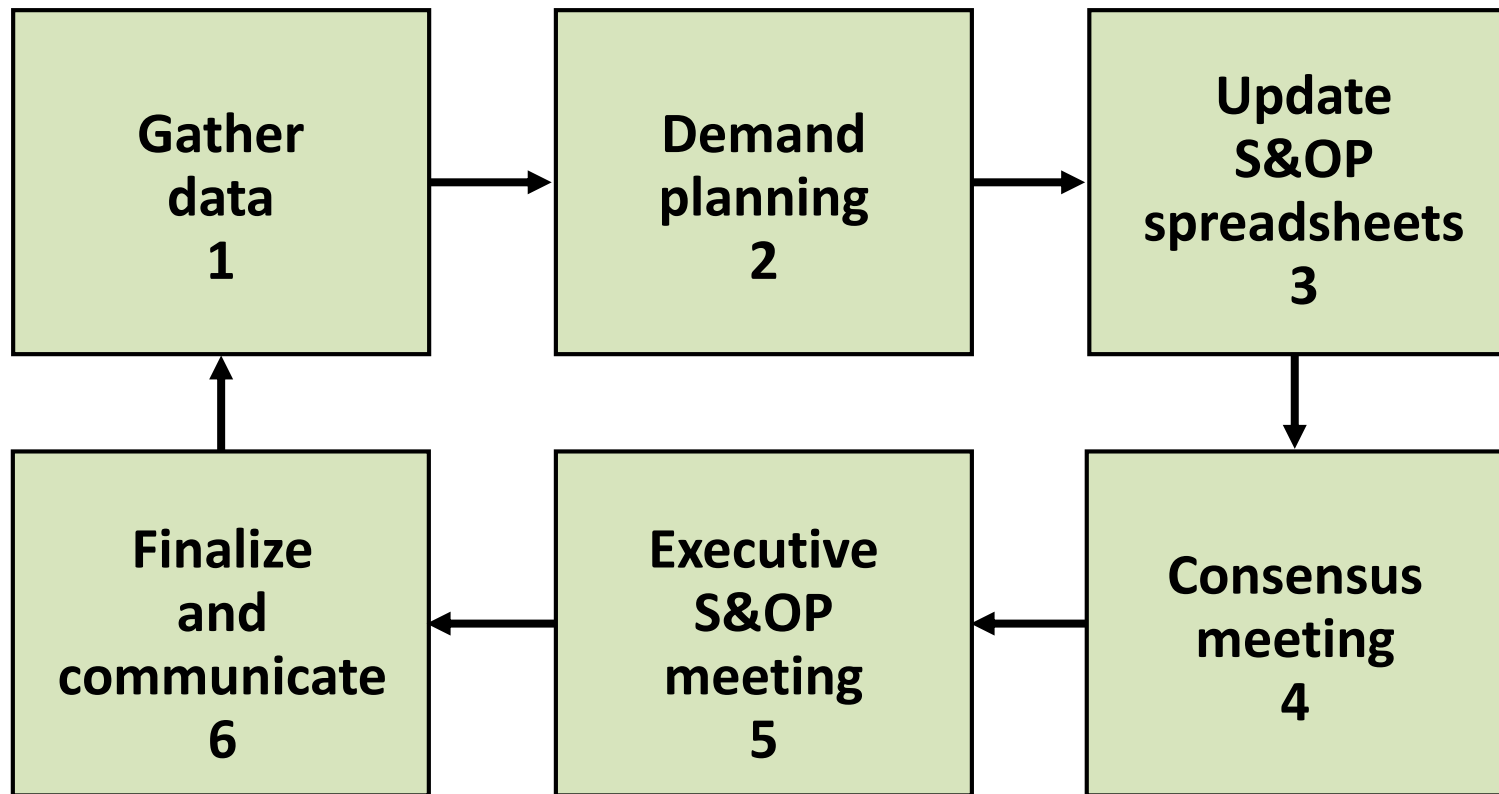 Gather
data
1
Demand
planning
2
Update
S&OP
spreadsheets
3
Consensus
meeting
4
Executive
S&OP
meeting
5
Finalize
and
communicate
6